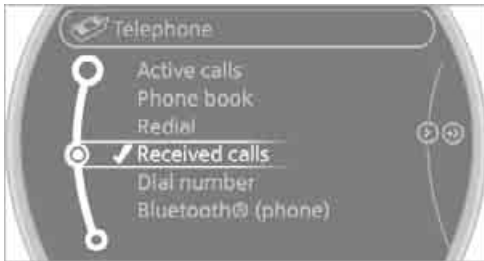 Telephone
Active calls
Phone book
Redial
Received calls
Dial number
Bluetooth® (phone)